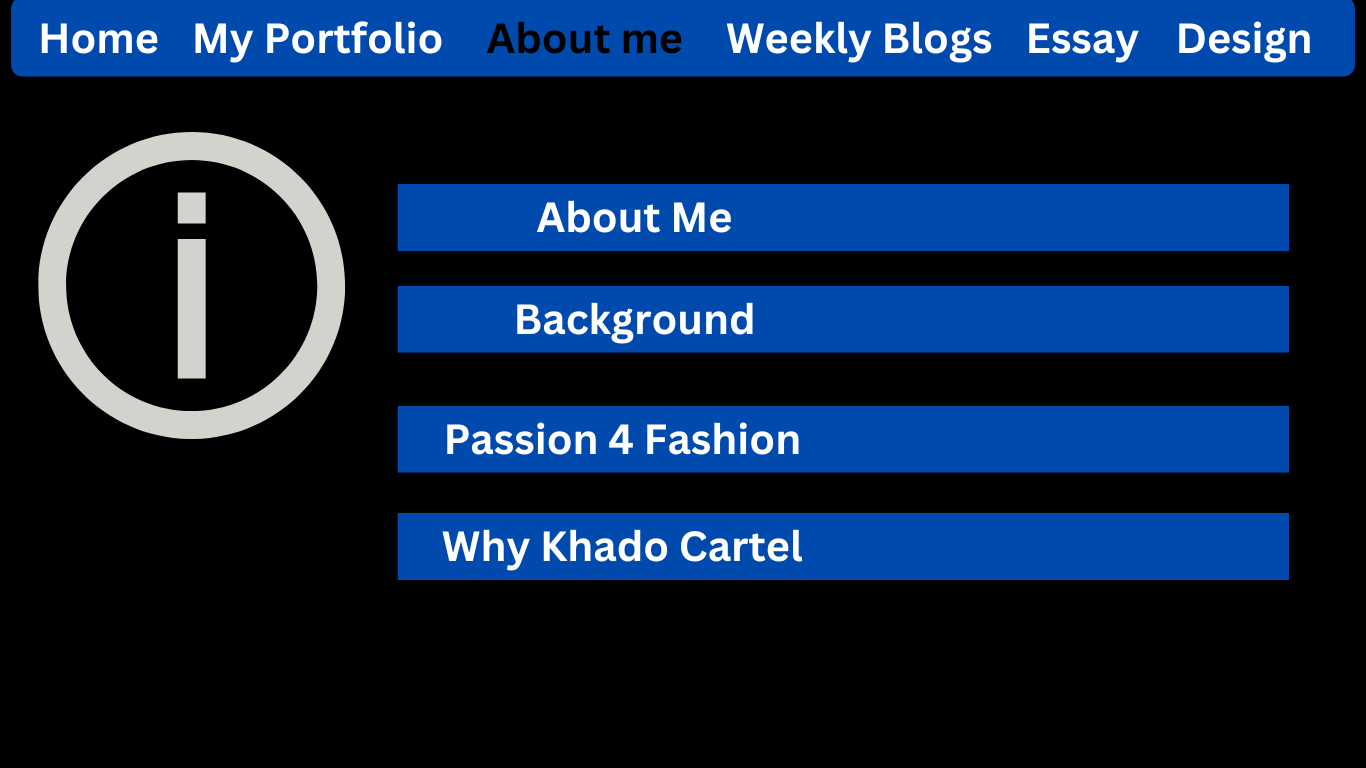 Home My Portfolio About me Weekly Blogs Essay Design
i
About Me
Background
Passion 4 Fashion
Why Khado Cartel